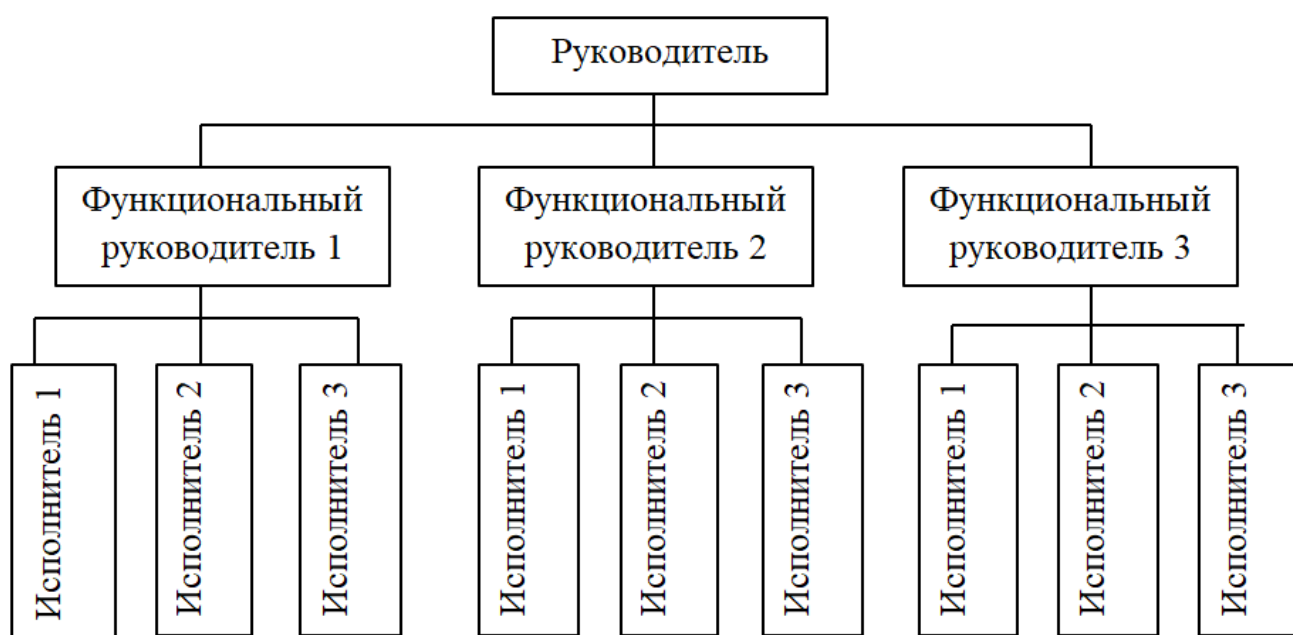 Руководитель
Функциональный
руководитель 1
Функциональный
руководитель 2
Функциональный
руководитель 3
Исполнитель 1
Исполнитель 2
Исполнитель 3
Исполнитель 1
Исполнитель 2
Исполнитель 3
Исполнитель 1
Исполнитель 2
Исполнитель 3